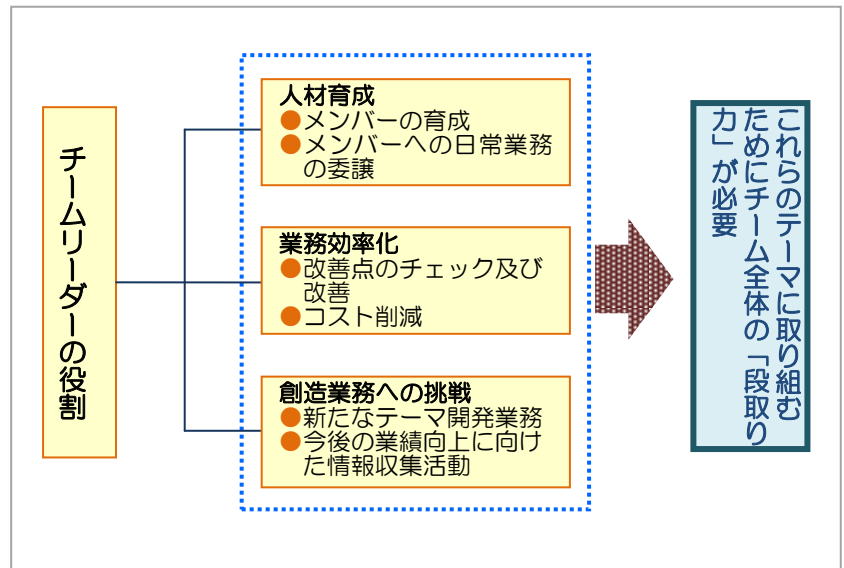 チームリーダーの役割
人材育成
●メンバーの育成
●メンバーへの日常業務
の委譲
業務効率化
●改善点のチェック及び
改善
●コスト削減
創造業務への挑戦
●新たなテーマ開発業務
●今後の業績向上に向け
た情報収集活動
これらのテーマに取り組む
ためにチーム全体の「段取り
力」が必要